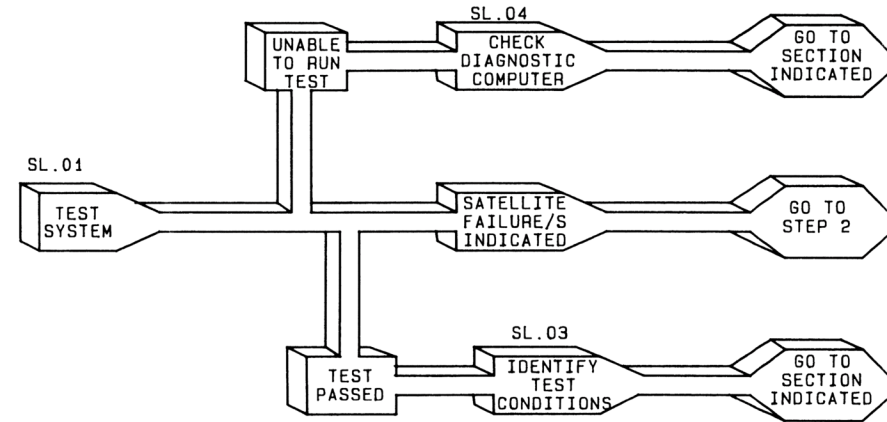 SL.04
UNABLE
TO RUN
TEST
CHECK
DIAGNOSTIC
COMPUTER
GO TO
SECTION
INDICATED
SL.01
TEST
SYSTEM
SATELLITE
FAILURE/S
INDICATED
GO TO
STEP 2
SL.03
TEST
PASSED
IDENTIFY
TEST
CONDITIONS
GO TO
SECTION
INDICATED